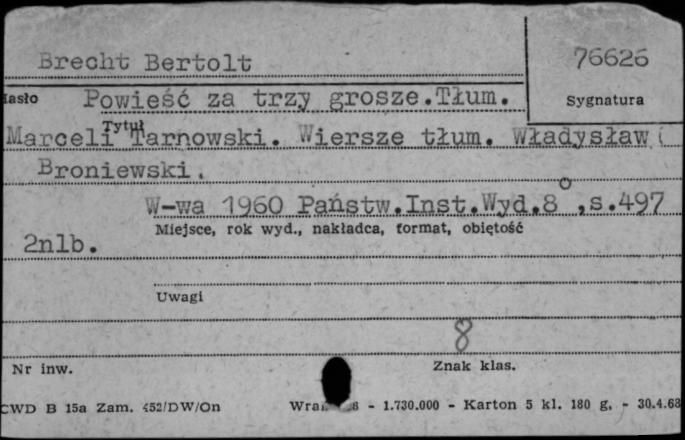 Brecht Bertolt
76626
Sygnatura
Powieść za trzy grosze. Tłum.
Tytuł
Marceli Tarnowski. Wiersze tłum. Władysław
Broniewski.
W-wa 1960 Państw.Inst.Wyd.8°,s.497
Miejsce, rok wyd., nakładca, format, objętość
2nlb.
Uwagi
8
Nr inw.
Znak klas.
CWD B 15a Zam. 452/DW/On
- 1.730.000 - Karton 5 kl. 180 g. - 30.4.68